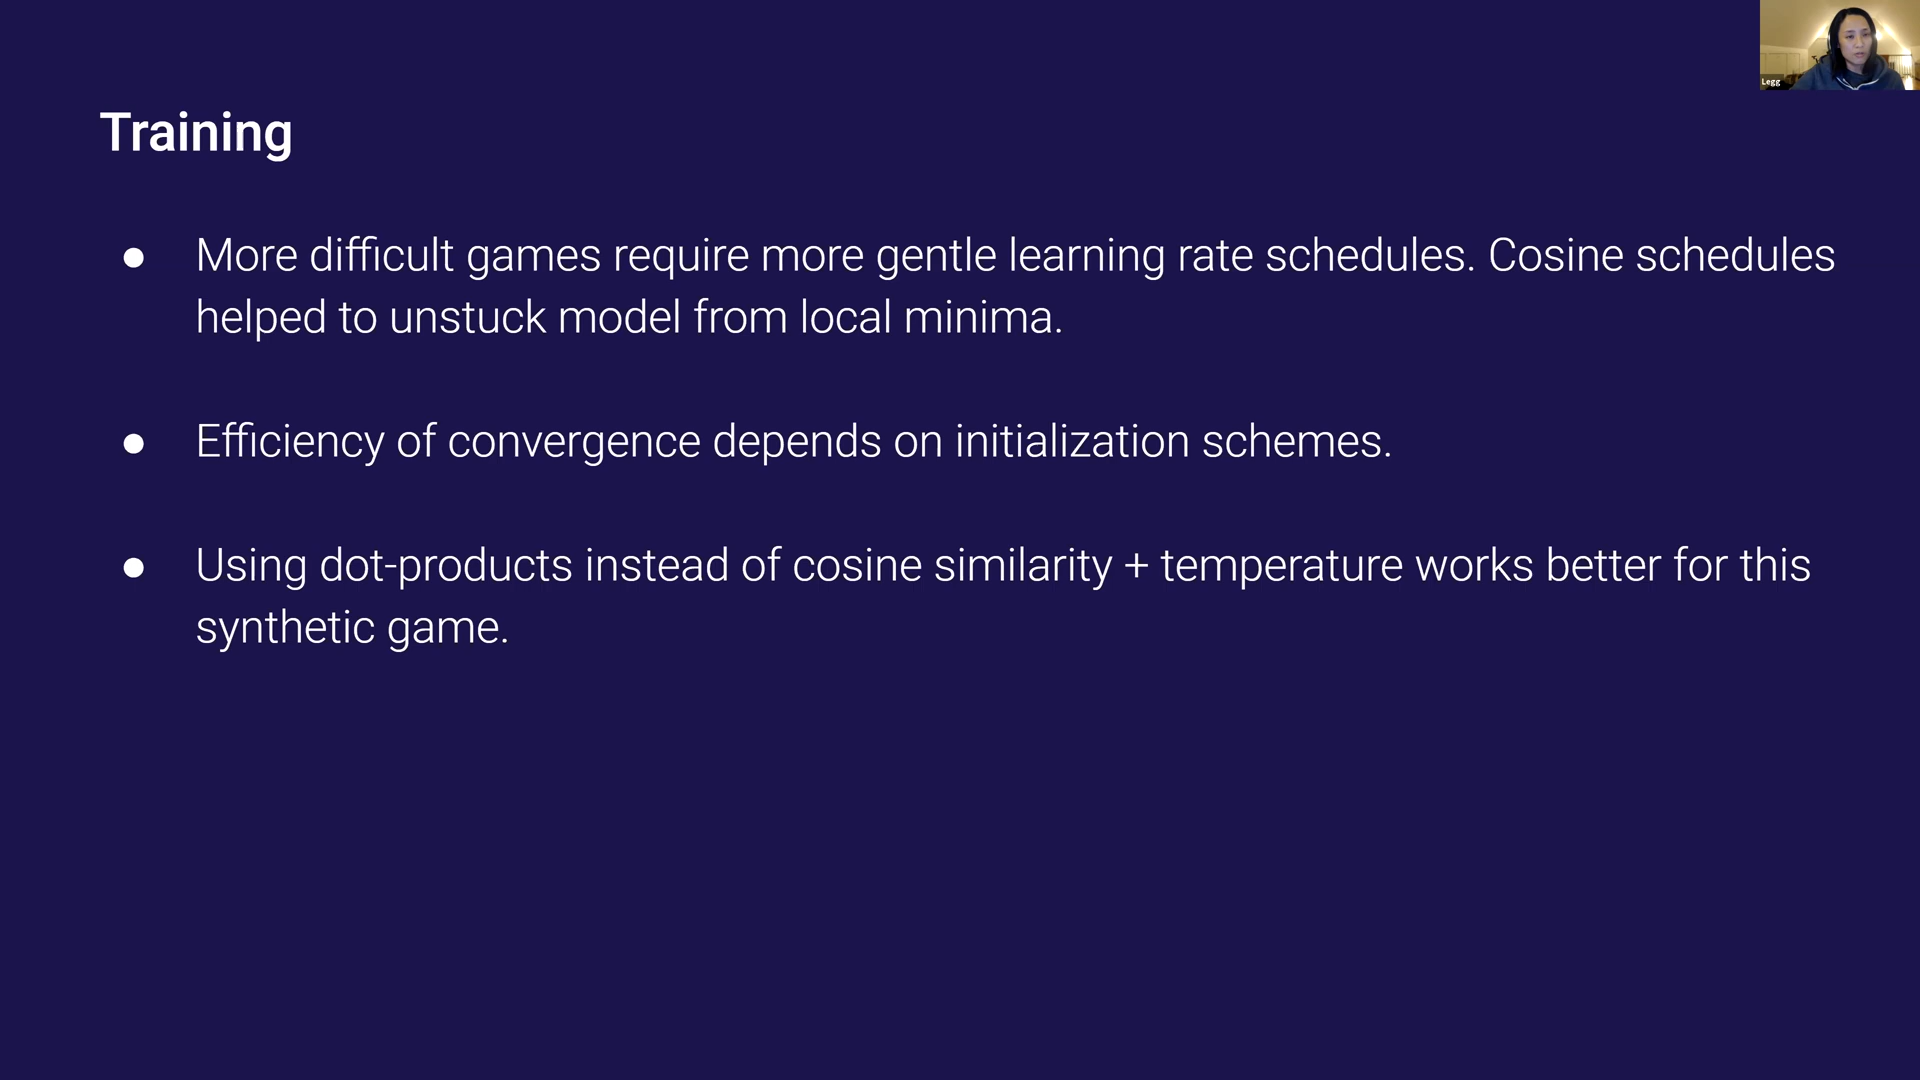 Legg
Training
● More difficult games require more gentle learning rate schedules. Cosine schedules
helped to unstuck model from local minima.
● Efficiency of convergence depends on initialization schemes.
● Using dot-products instead of cosine similarity + temperature works better for this
synthetic game.